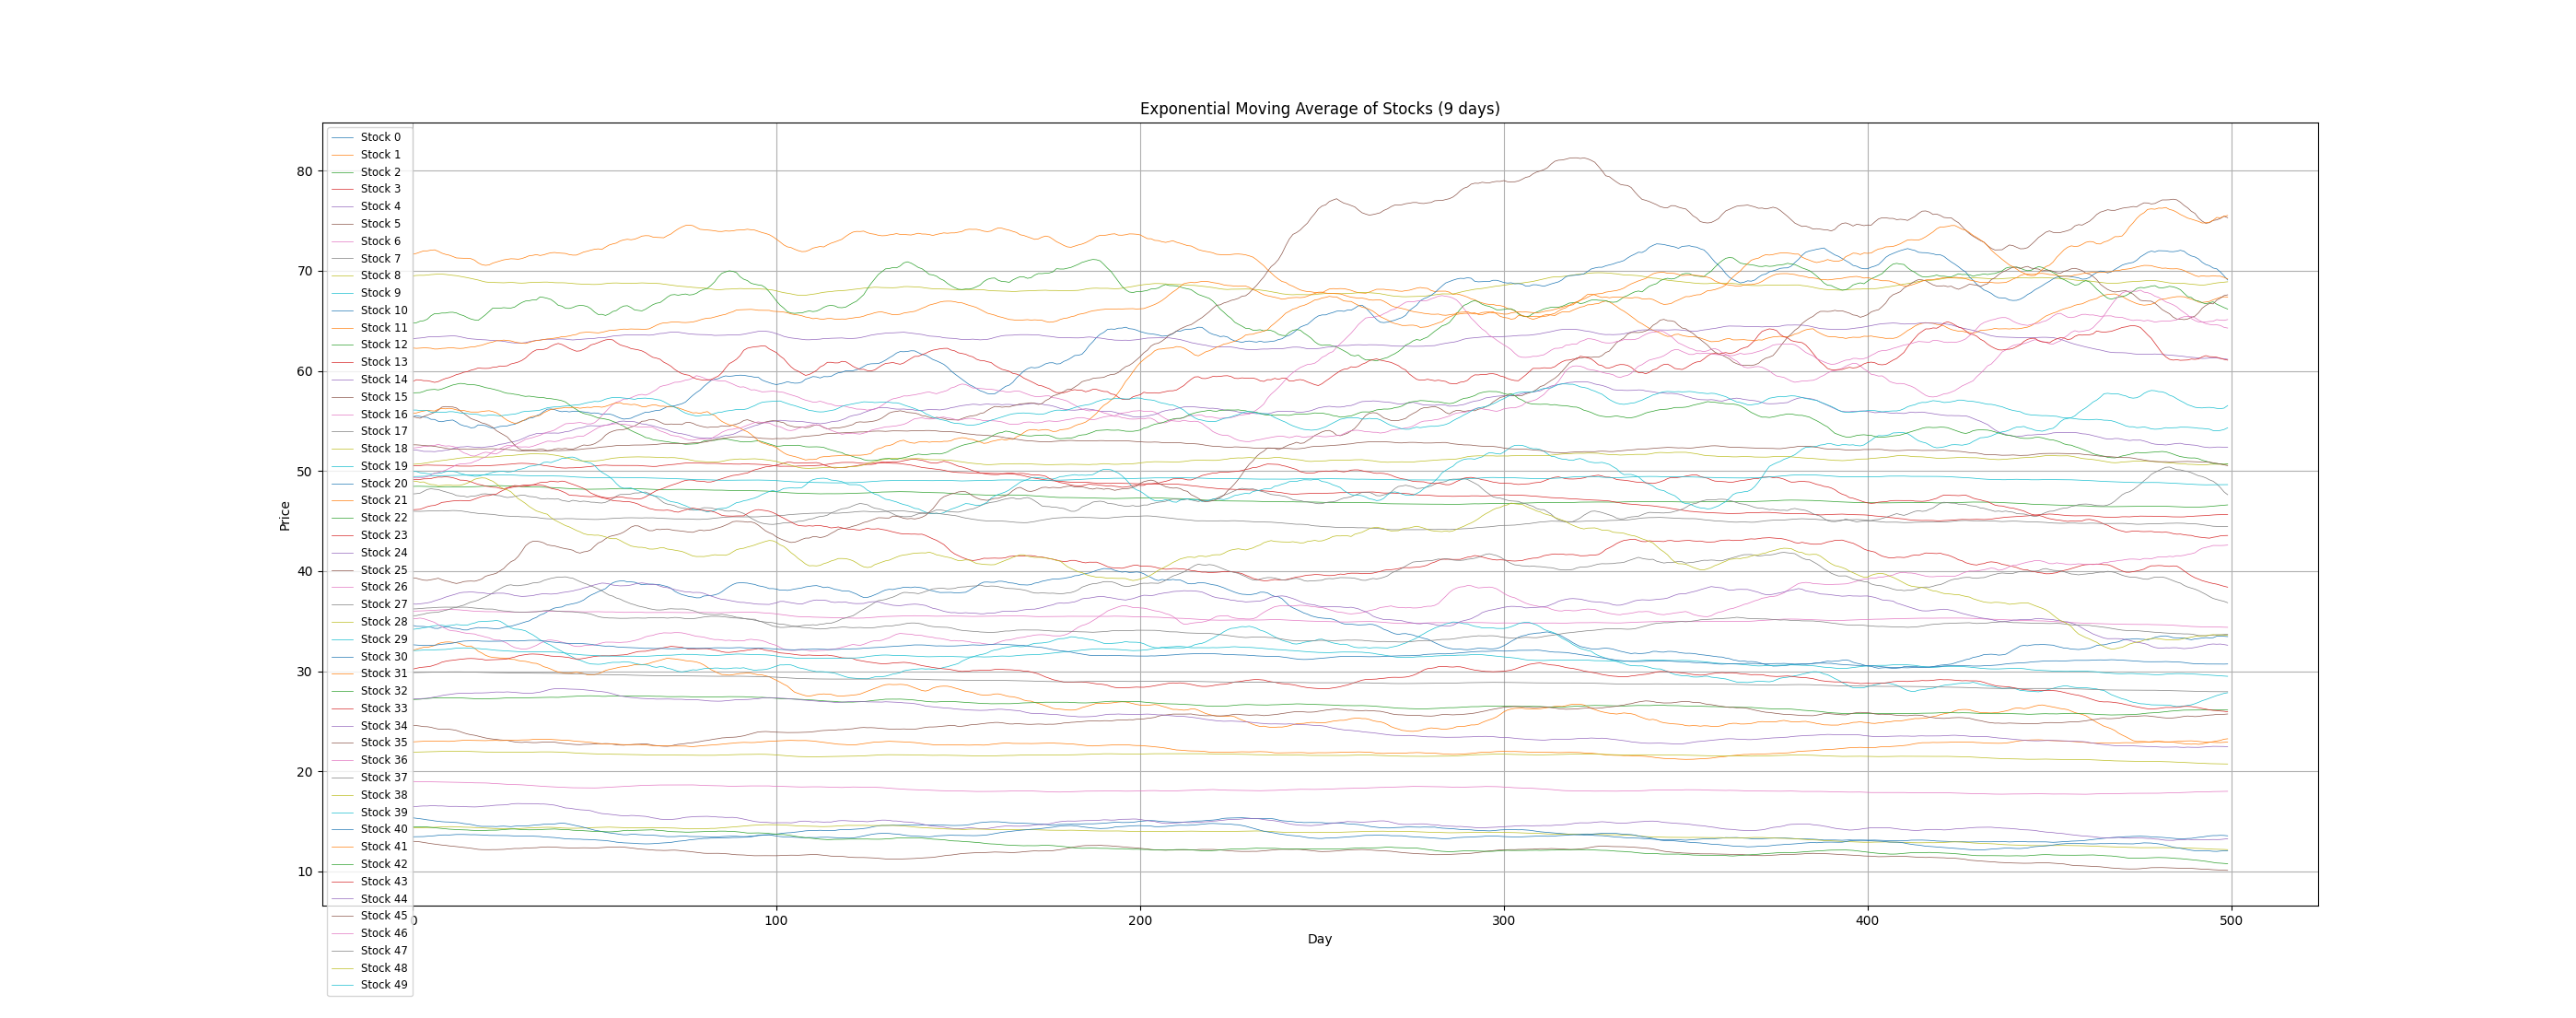 Exponential Moving Average of Stocks (9 days)
Stock 0
Stock 1
Stock 2
Stock 3
Stock 4
Stock 5
Stock 6
Stock 7
Stock 8
Stock 9
Stock 10
Stock 11
Stock 12
Stock 13
Stock 14
Stock 15
Stock 16
Stock 17
Stock 18
Stock 19
Stock 20
Stock 21
Stock 22
Stock 23
Stock 24
Stock 25
Stock 26
Stock 27
Stock 28
Stock 29
Stock 30
Stock 31
Stock 32
Stock 33
Stock 34
Stock 35
Stock 36
Stock 37
Stock 38
Stock 39
Stock 40
Stock 41
Stock 42
Stock 43
Stock 44
Stock 45
Stock 46
Stock 47
Stock 48
Stock 49
80
70
60
50
40
30
20
10
Price
0 100 200 300 400 500
Day